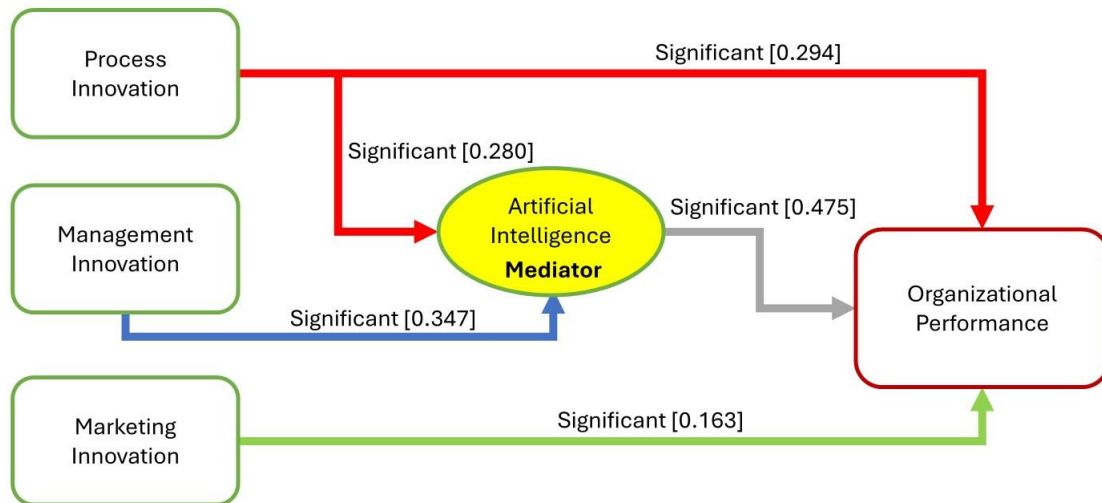 Process
Innovation
Significant [0.294]
Significant [0.280]
Management
Innovation
Artificial
Intelligence
Mediator
Significant [0.475]
Organizational
Performance
Significant [0.347]
Marketing
Innovation
Significant [0.163]